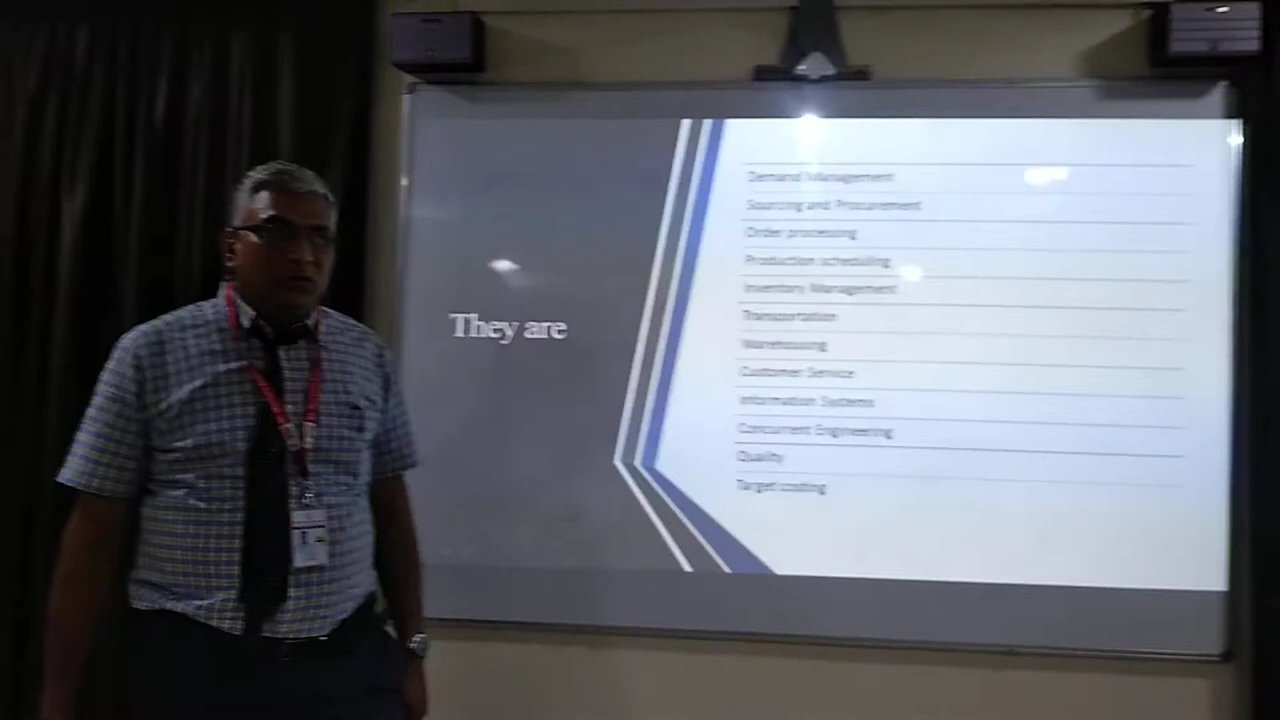 They are
Demand Management
Sourcing and Procurement
Order processing
Production scheduling
Inventory Management
Transportation
Warehousing
Customer Service
Information Systems
Concurrent Engineering
Quality
Target costing